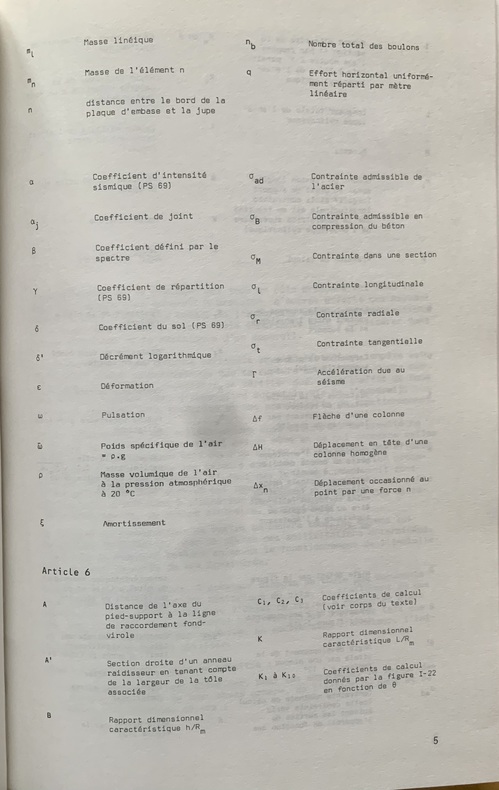 m_l Masse linéique
m_n Masse de l'élément n
n distance entre le bord de la
plaque d'embase et la jupe
n_b Nombre total des boulons
q Effort horizontal uniformé-
ment réparti par mètre
linéaire
α Coefficient d'intensité
sismique (PS 69)
α_j Coefficient de joint
β Coefficient défini par le
spectre
γ Coefficient de répartition
(PS 69)
δ Coefficient du sol (PS 69)
δ' Décrément logarithmique
ε Déformation
ω Pulsation
ω̄ Poids spécifique de l'air
= ρ.g
ρ Masse volumique de l'air
à la pression atmosphérique
à 20 °C
ξ Amortissement
σ_ad Contrainte admissible de
l'acier
σ_B Contrainte admissible en
compression du béton
σ_M Contrainte dans une section
σ_l Contrainte longitudinale
σ_r Contrainte radiale
σ_t Contrainte tangentielle
Γ Accélération due au
séisme
Δf Flèche d'une colonne
ΔH Déplacement en tête d'une
colonne homogène
Δx_n Déplacement occasionné au
point par une force n
Article 6
A Distance de l'axe du
pied-support à la ligne
de raccordement fond-
virole
A' Section droite d'un anneau
raidisseur en tenant compte
de la largeur de la tôle
associée
B Rapport dimensionnel
caractéristique h/R_m
C₁, C₂, C₃ Coefficients de calcul
(voir corps du texte)
K Rapport dimensionnel
caractéristique L/R_m
K₁ à K₁₀ Coefficients de calcul
donnés par la figure I-22
en fonction de θ
5